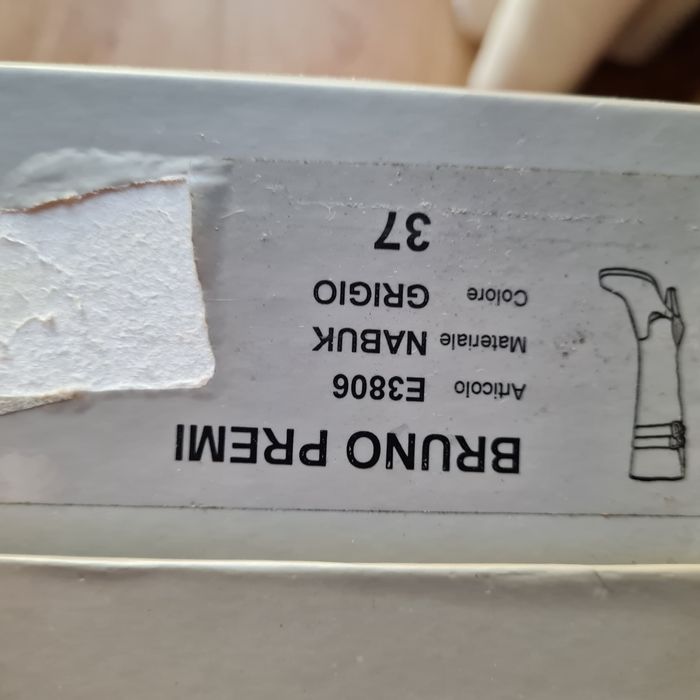 BRUNO PREMI
Articolo E3806
Materiale NABUK
Colore GRIGIO
37